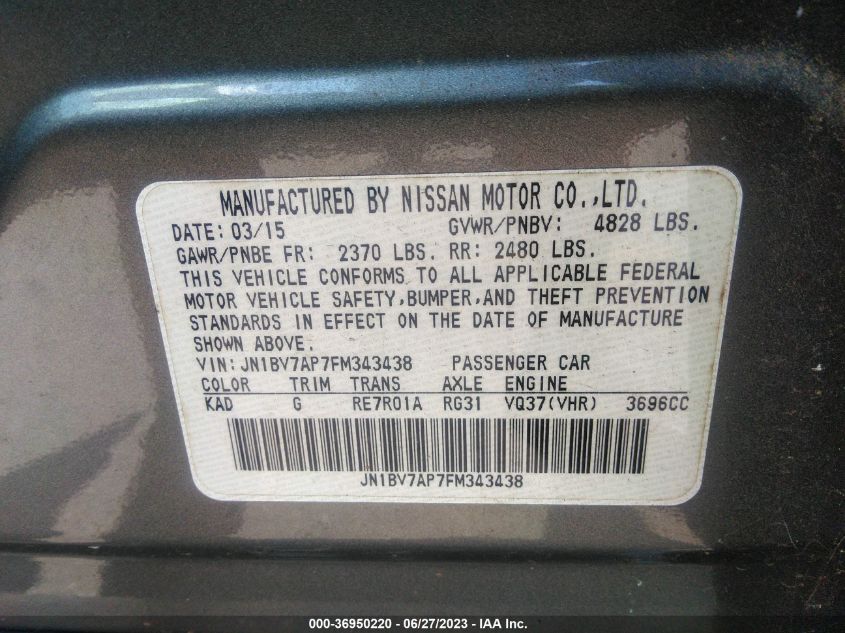 MANUFACTURED BY NISSAN MOTOR CO.,LTD.
DATE: 03/15 GVWR/PNBV: 4828 LBS.
GAWR/PNBE FR: 2370 LBS. RR: 2480 LBS.
THIS VEHICLE CONFORMS TO ALL APPLICABLE FEDERAL
MOTOR VEHICLE SAFETY,BUMPER,AND THEFT PREVENTION
STANDARDS IN EFFECT ON THE DATE OF MANUFACTURE
SHOWN ABOVE.
VIN:JN1BV7AP7FM343438 PASSENGER CAR
COLOR TRIM TRANS AXLE ENGINE
KAD G RE7R01A RG31 VQ37(VHR) 3696CC
JN1BV7AP7FM343438
000-36950220 - 06/27/2023 - IAA Inc.